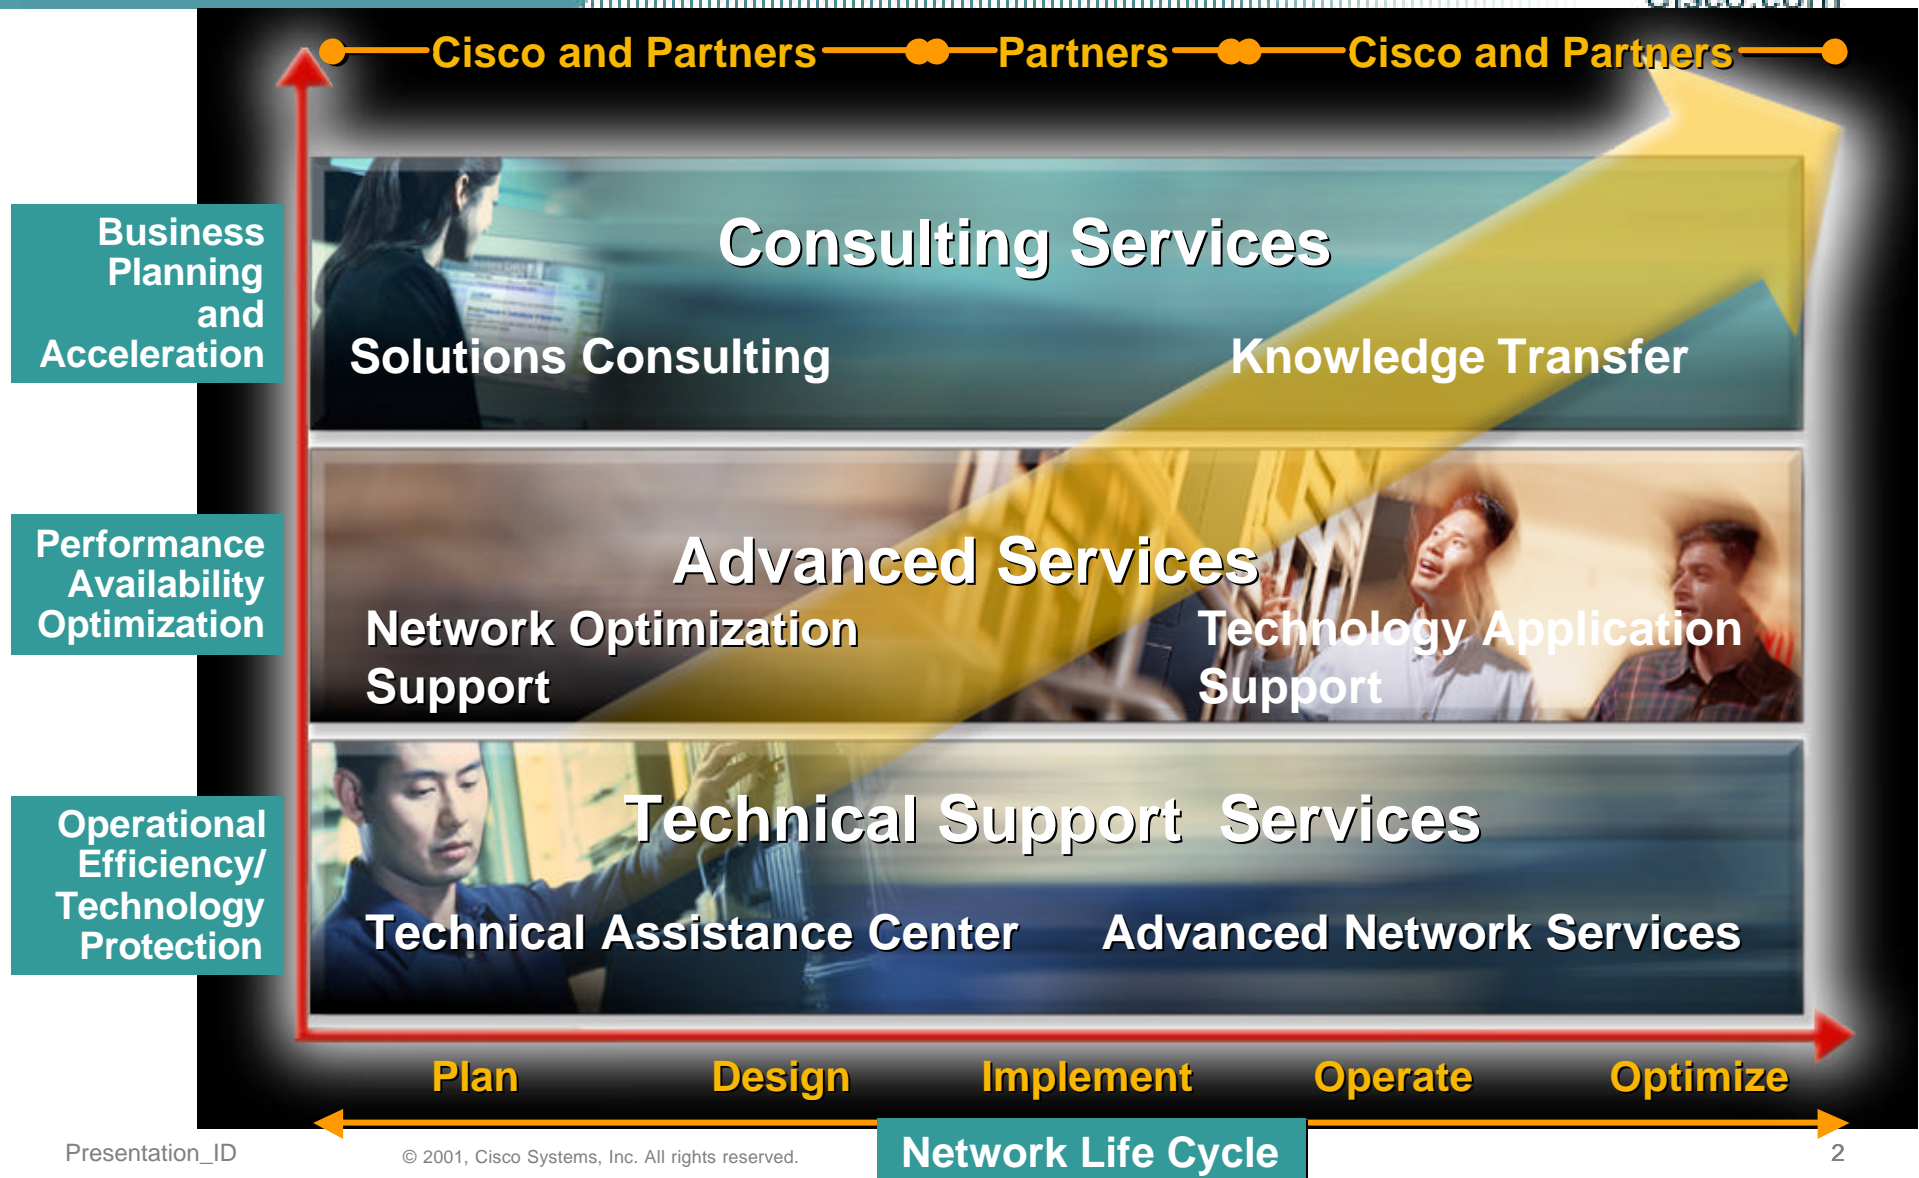 Cisco.com
Cisco and Partners
Partners
Cisco and Partners
Business
Planning
and
Acceleration
Consulting Services
Solutions Consulting
Knowledge Transfer
Performance
Availability
Optimization
Advanced Services
Network Optimization
Support
Technology Application
Support
Operational
Efficiency/
Technology
Protection
Technical Support Services
Technical Assistance Center
Advanced Network Services
Plan
Design
Implement
Operate
Optimize
Network Life Cycle
Presentation_ID
© 2001, Cisco Systems, Inc. All rights reserved.
2